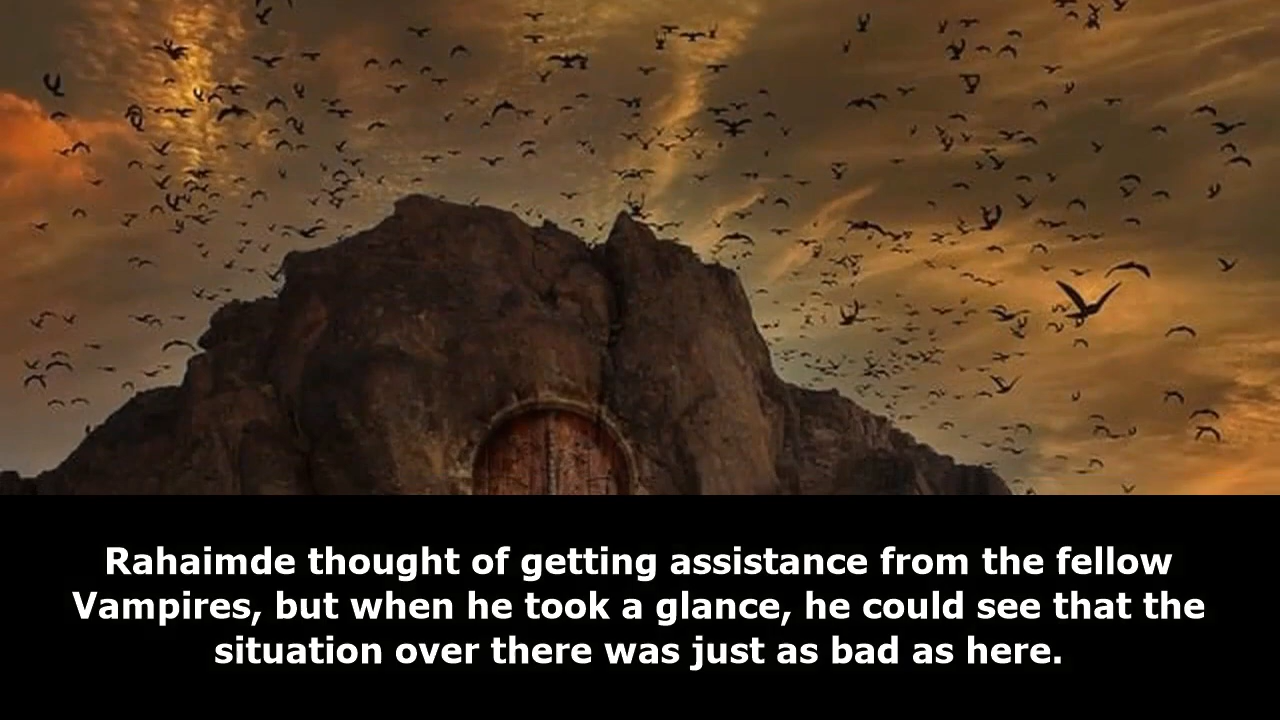 Rahaimde thought of getting assistance from the fellow
Vampires, but when he took a glance, he could see that the
situation over there was just as bad as here.